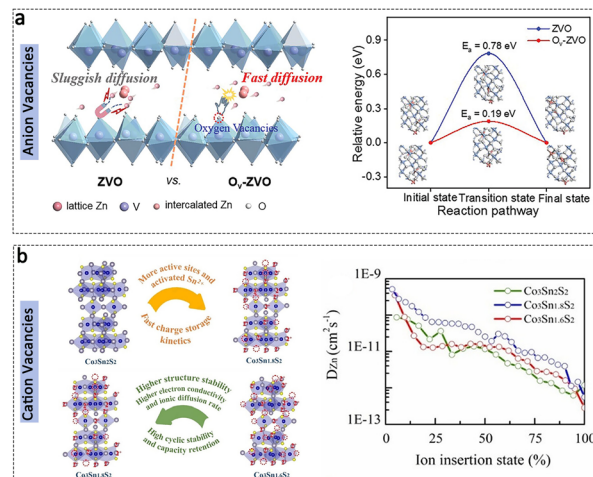 a
Anion Vacancies
Sluggish diffusion
Fast diffusion
Oxygen Vacancies
ZVO vs. Oᵥ-ZVO
lattice Zn V intercalated Zn O
Relative energy (eV)
0.9
0.6
0.3
0.0
-0.3
ZVO
Oᵥ-ZVO
Eₐ = 0.78 eV
Eₐ = 0.19 eV
Initial state Transition state Final state
Reaction pathway
b
Cation Vacancies
More active sites and
activated Sn²⁺
Fast charge storage
kinetics
Co3Sn2S2
Co3Sn1.8S2
Higher structure stability
Higher electron conductivity
and ionic diffusion rate
High cyclic stability
and capacity retention
Co3Sn1.8S2
Co3Sn1.6S2
D_Zn (cm²s⁻¹)
1E-9
1E-11
1E-13
Co3Sn2S2
Co3Sn1.8S2
Co3Sn1.6S2
0 25 50 75 100
Ion insertion state (%)